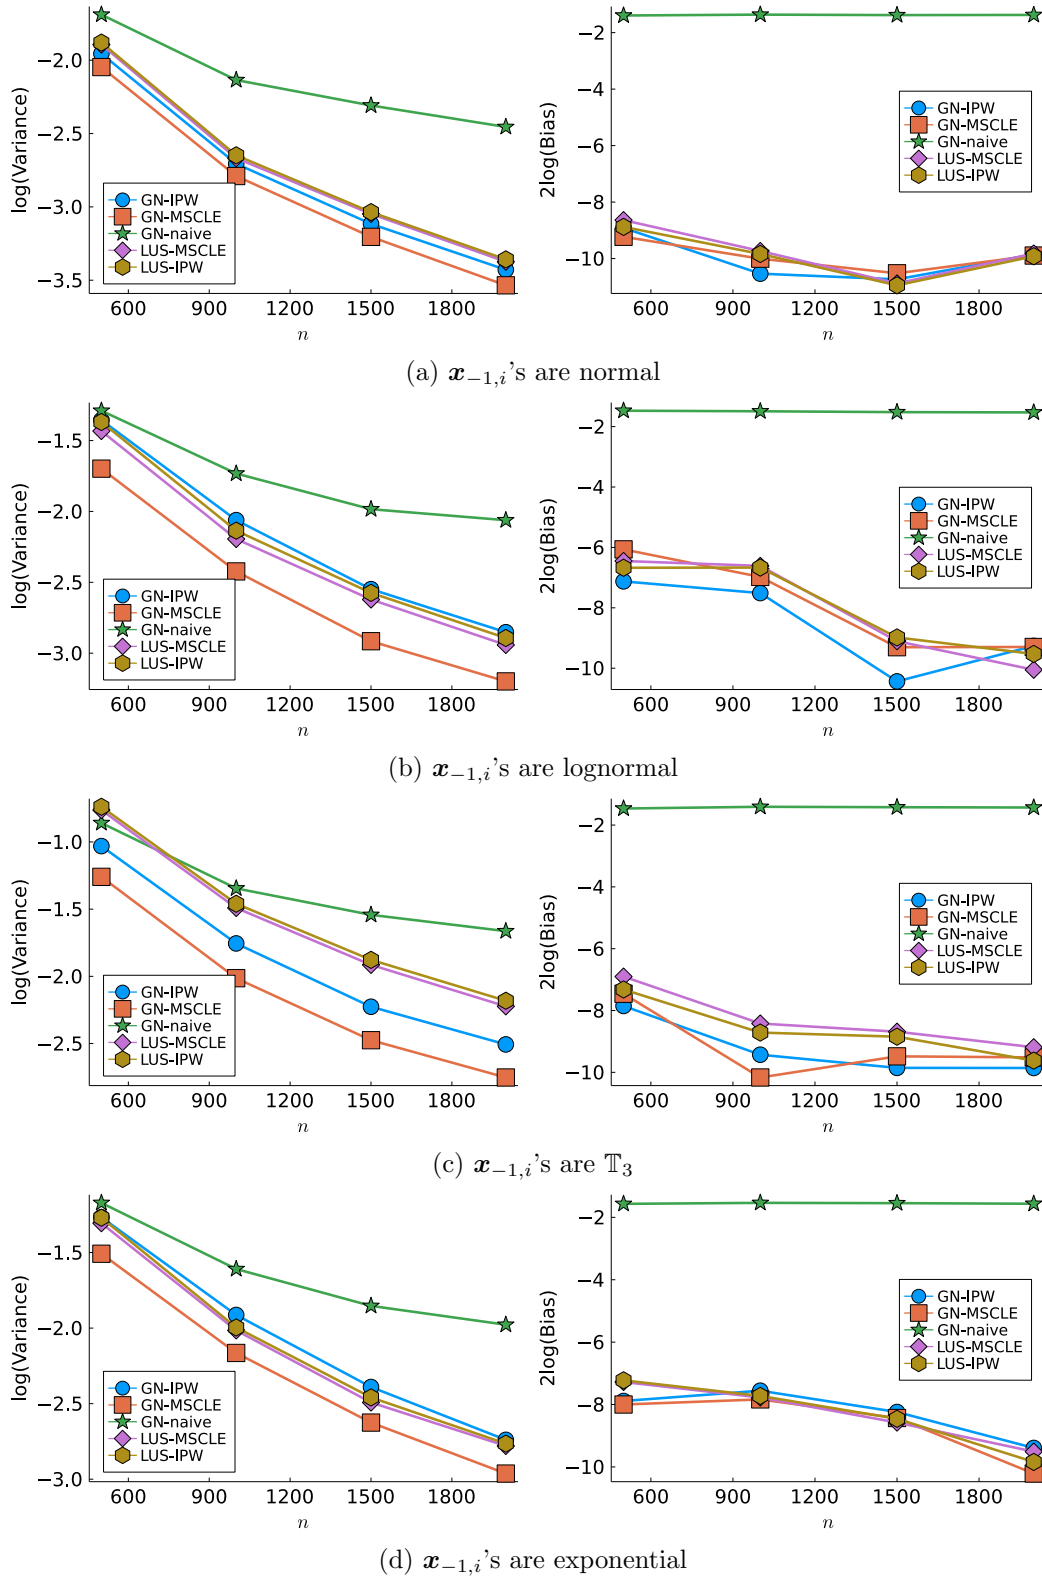 −2.0
−2.5
−3.0
−3.5
log(Variance)
GN-IPW
GN-MSCLE
GN-naive
LUS-MSCLE
LUS-IPW
600 900 1200 1500 1800
n
−2
−4
−6
−8
−10
2log(Bias)
GN-IPW
GN-MSCLE
GN-naive
LUS-MSCLE
LUS-IPW
600 900 1200 1500 1800
n
(a) x−1,i's are normal
−1.5
−2.0
−2.5
−3.0
log(Variance)
GN-IPW
GN-MSCLE
GN-naive
LUS-MSCLE
LUS-IPW
600 900 1200 1500 1800
n
−2
−4
−6
−8
−10
2log(Bias)
GN-IPW
GN-MSCLE
GN-naive
LUS-MSCLE
LUS-IPW
600 900 1200 1500 1800
n
(b) x−1,i's are lognormal
−1.0
−1.5
−2.0
−2.5
log(Variance)
GN-IPW
GN-MSCLE
GN-naive
LUS-MSCLE
LUS-IPW
600 900 1200 1500 1800
n
−2
−4
−6
−8
−10
2log(Bias)
GN-IPW
GN-MSCLE
GN-naive
LUS-MSCLE
LUS-IPW
600 900 1200 1500 1800
n
(c) x−1,i's are 𝕋3
−1.5
−2.0
−2.5
−3.0
log(Variance)
GN-IPW
GN-MSCLE
GN-naive
LUS-MSCLE
LUS-IPW
600 900 1200 1500 1800
n
−2
−4
−6
−8
−10
2log(Bias)
GN-IPW
GN-MSCLE
GN-naive
LUS-MSCLE
LUS-IPW
600 900 1200 1500 1800
n
(d) x−1,i's are exponential